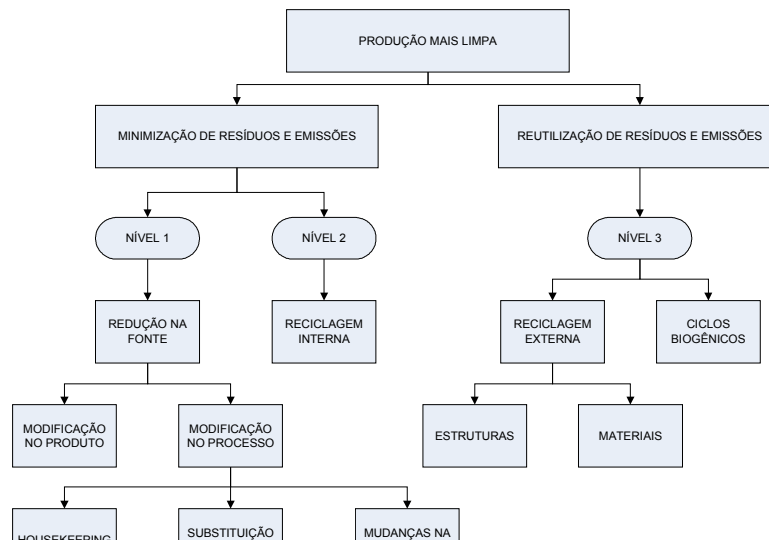 PRODUÇÃO MAIS LIMPA
MINIMIZAÇÃO DE RESÍDUOS E EMISSÕES
REUTILIZAÇÃO DE RESÍDUOS E EMISSÕES
NÍVEL 1
NÍVEL 2
NÍVEL 3
REDUÇÃO NA
FONTE
RECICLAGEM
INTERNA
RECICLAGEM
EXTERNA
CICLOS
BIOGÊNICOS
MODIFICAÇÃO
NO PRODUTO
MODIFICAÇÃO
NO PROCESSO
ESTRUTURAS
MATERIAIS
HOUSEKEEPING
SUBSTITUIÇÃO
MUDANÇAS NA